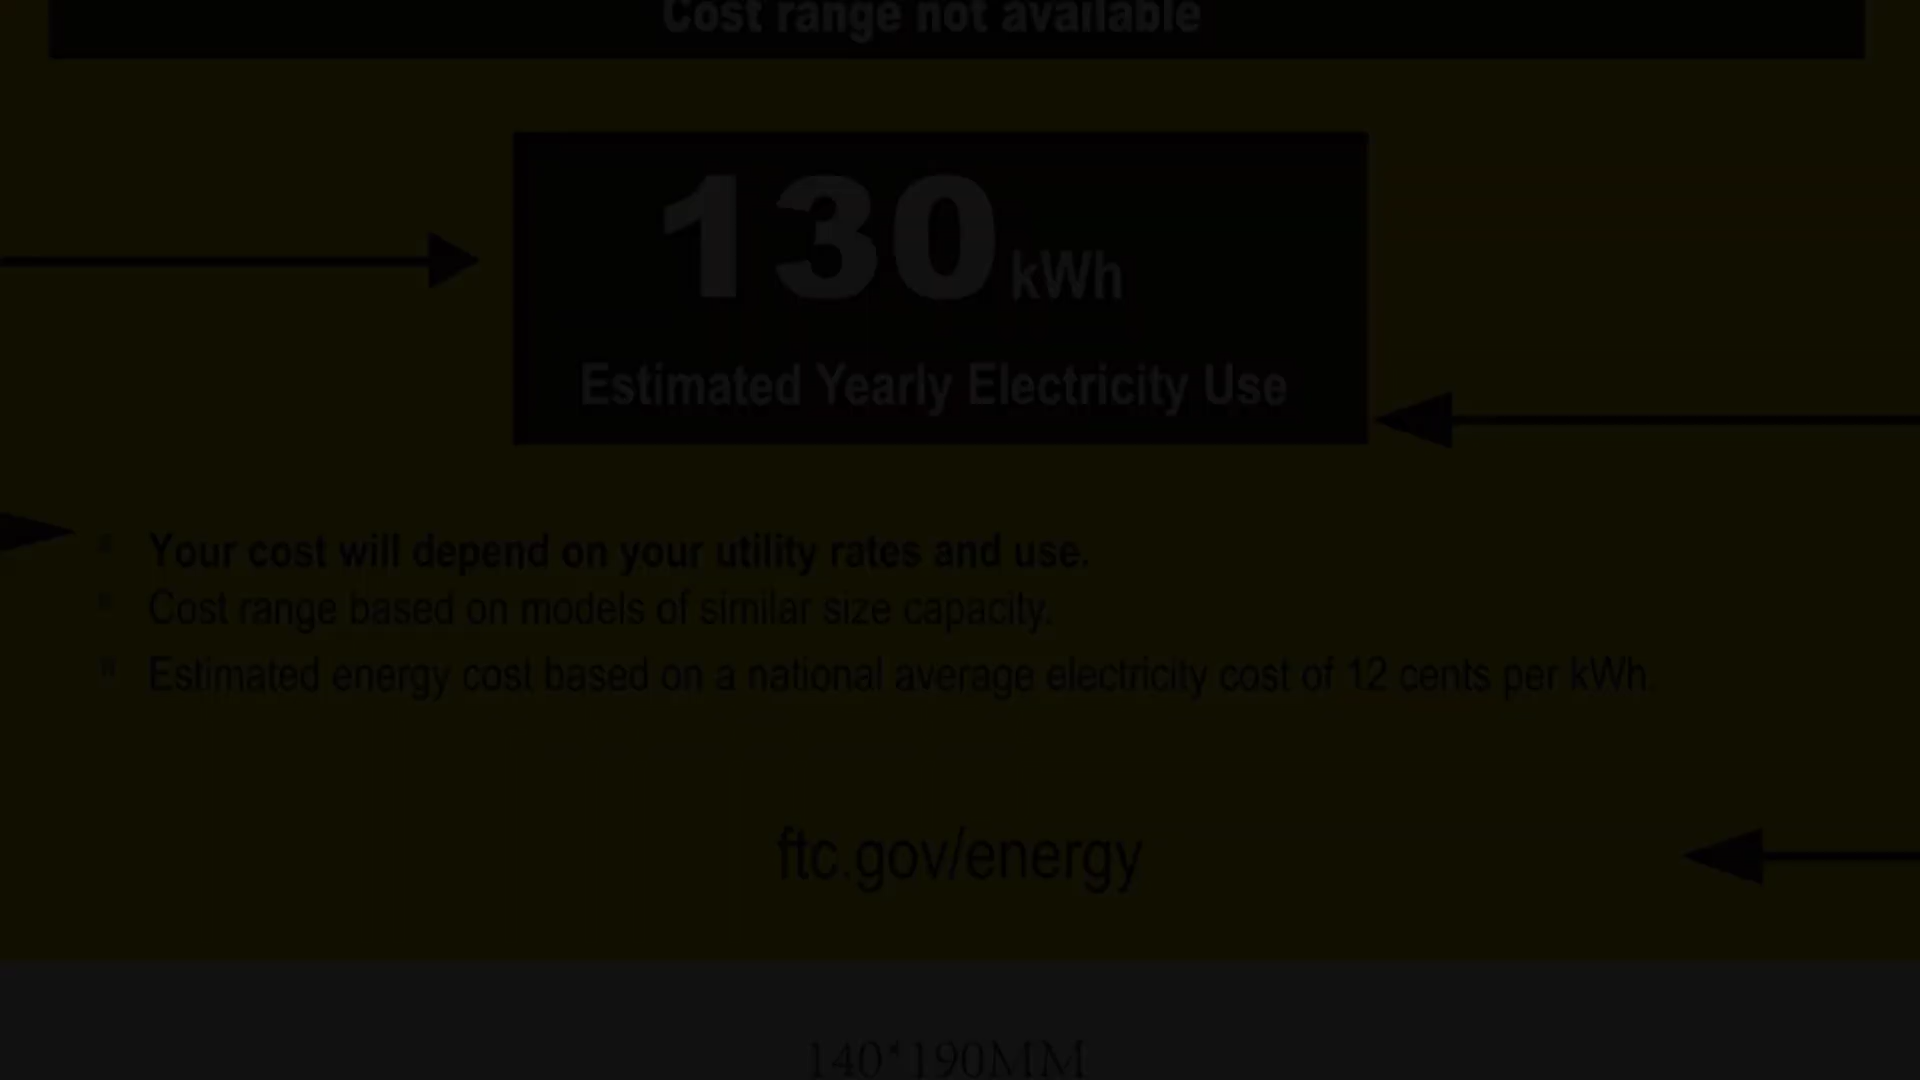 Cost range not available
130 kWh
Estimated Yearly Electricity Use
Your cost will depend on your utility rates and use.
Cost range based on models of similar size capacity.
Estimated energy cost based on a national average electricity cost of 12 cents per kWh
ftc.gov/energy
140*190MM